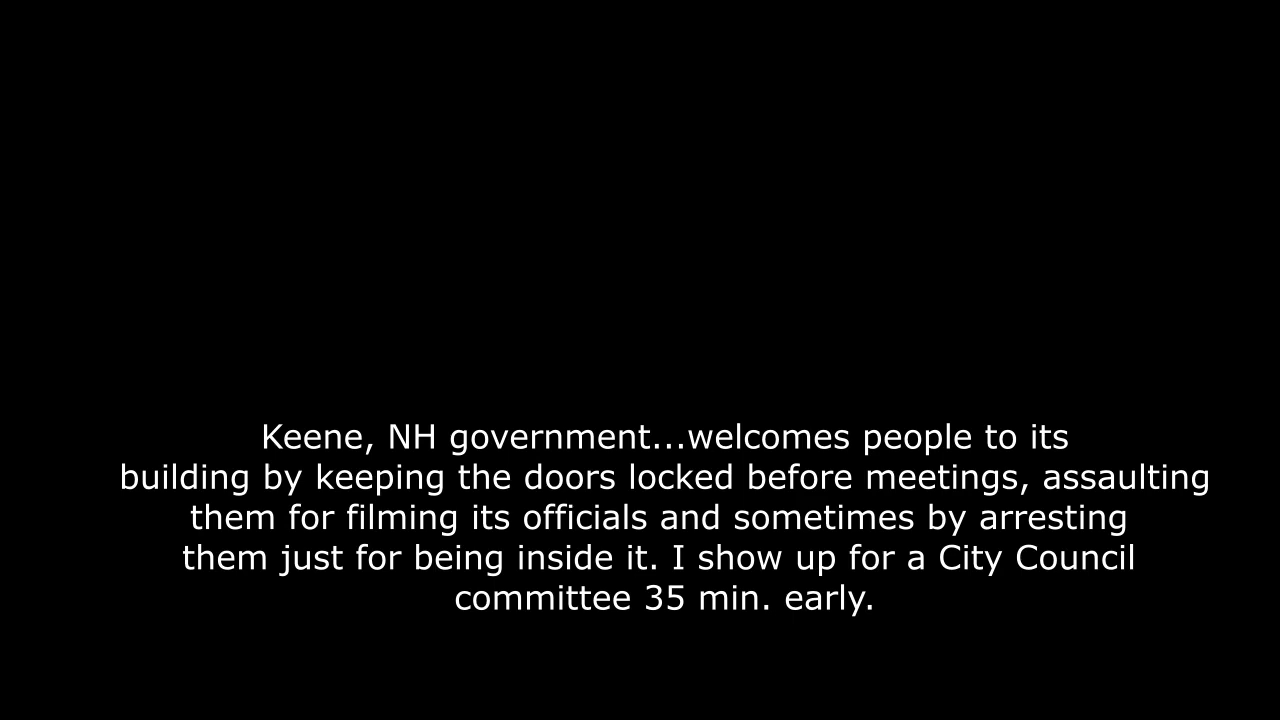 Keene, NH government...welcomes people to its
building by keeping the doors locked before meetings, assaulting
them for filming its officials and sometimes by arresting
them just for being inside it. I show up for a City Council
committee 35 min. early.